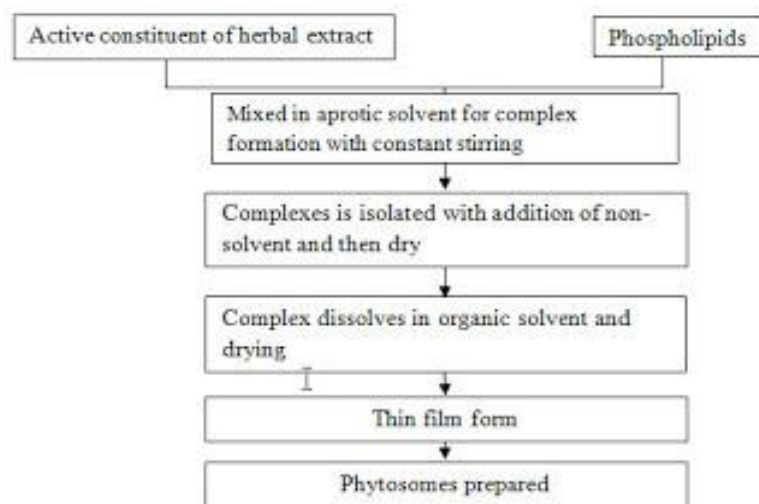 Active constituent of herbal extract
Phospholipids
Mixed in aprotic solvent for complex
formation with constant stirring
Complexes is isolated with addition of non-
solvent and then dry
Complex dissolves in organic solvent and
drying
Thin film form
Phytosomes prepared